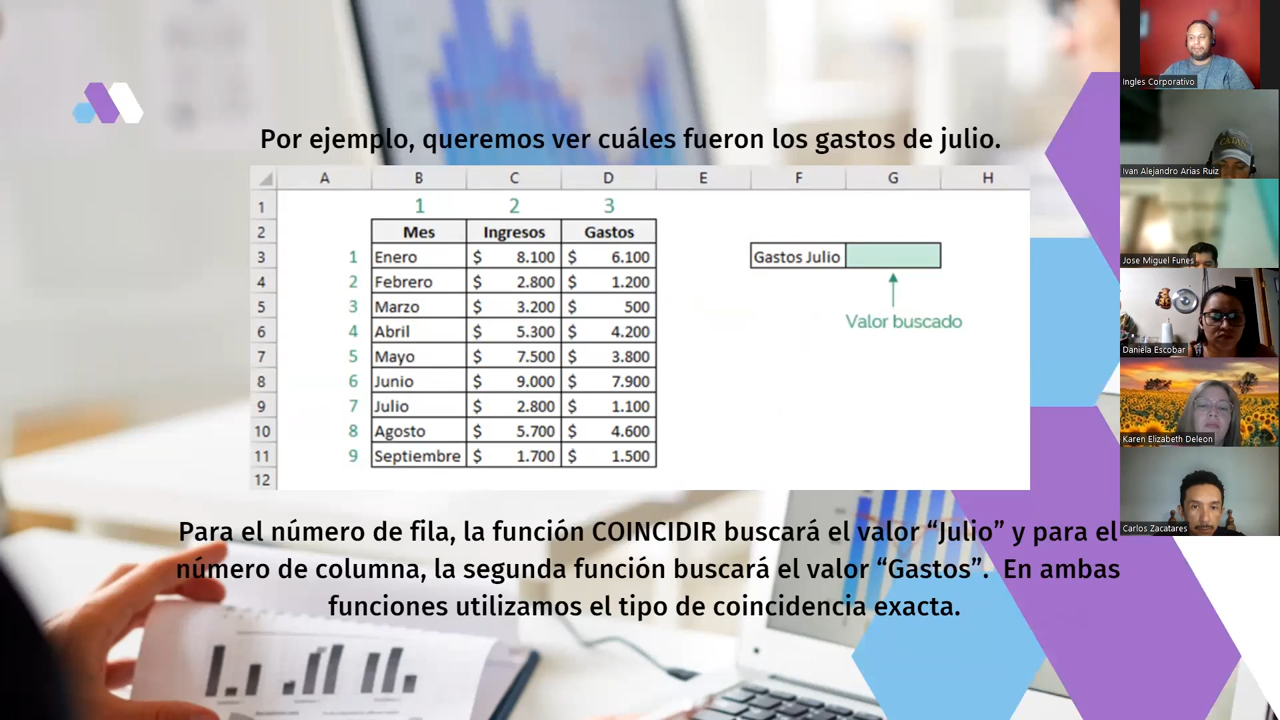 Por ejemplo, queremos ver cuáles fueron los gastos de julio.
A B C D E F G H
1 1 2 3
2 Mes Ingresos Gastos
3 1 Enero $ 8.100 $ 6.100 Gastos Julio
4 2 Febrero $ 2.800 $ 1.200
5 3 Marzo $ 3.200 $ 500
Valor buscado
6 4 Abril $ 5.300 $ 4.200
7 5 Mayo $ 7.500 $ 3.800
8 6 Junio $ 9.000 $ 7.900
9 7 Julio $ 2.800 $ 1.100
10 8 Agosto $ 5.700 $ 4.600
11 9 Septiembre $ 1.700 $ 1.500
12
Para el número de fila, la función COINCIDIR buscará el valor “Julio” y para el
número de columna, la segunda función buscará el valor “Gastos”. En ambas
funciones utilizamos el tipo de coincidencia exacta.
Ingles Corporativo
Ivan Alejandro Arias Ruiz
Jose Miguel Funes
Daniela Escobar
Karen Elizabeth Deleon
Carlos Zacatares